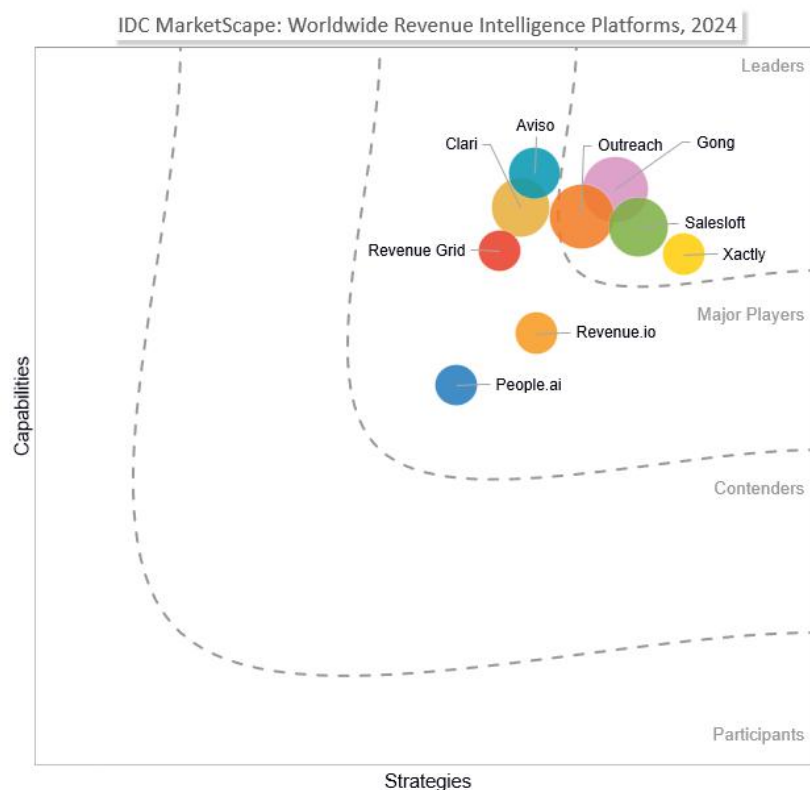 IDC MarketScape: Worldwide Revenue Intelligence Platforms, 2024
Leaders
Aviso
Clari
Outreach
Gong
Salesloft
Revenue Grid
Xactly
Major Players
Revenue.io
People.ai
Capabilities
Contenders
Participants
Strategies